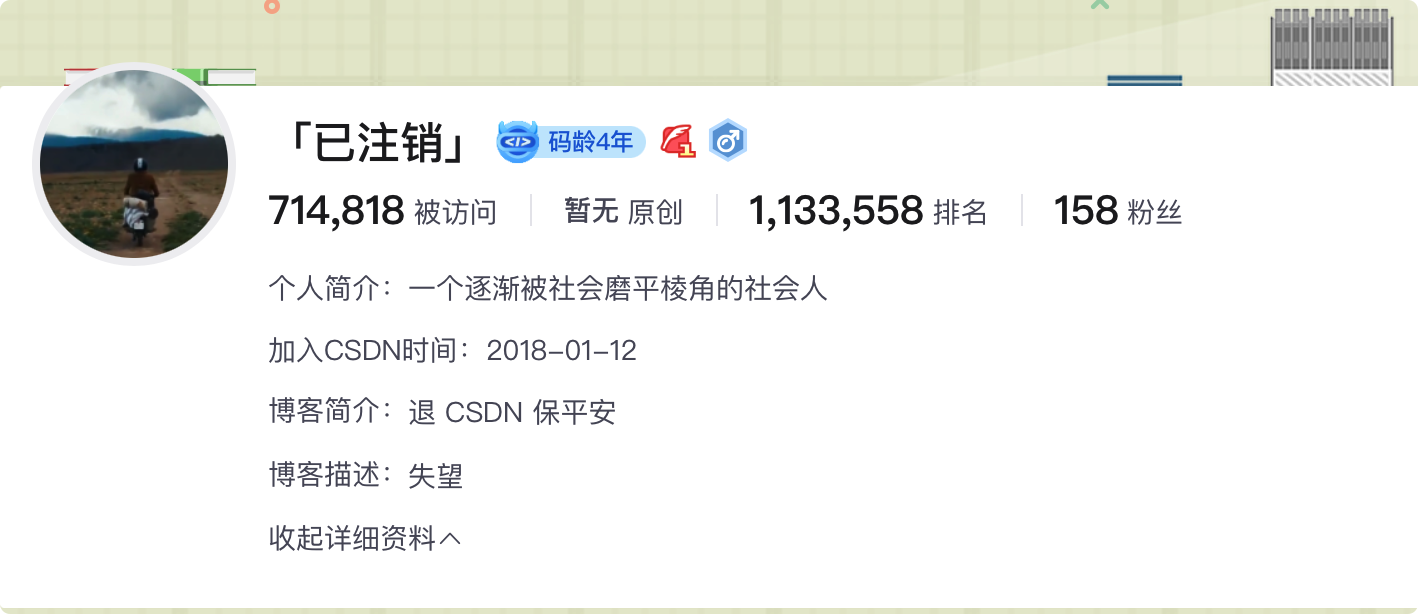 「已注销」 码龄4年 1
714,818 被访问 暂无 原创 1,133,558 排名 158 粉丝
个人简介：一个逐渐被社会磨平棱角的社会人
加入CSDN时间：2018-01-12
博客简介：退 CSDN 保平安
博客描述：失望
收起详细资料